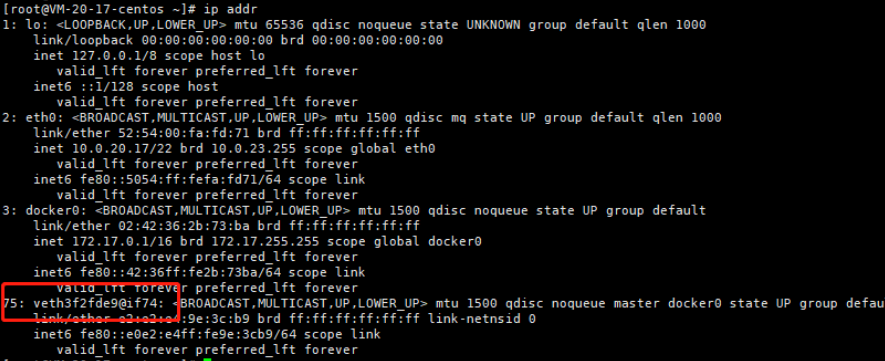 [root@VM-20-17-centos ~]# ip addr
1: lo: <LOOPBACK,UP,LOWER_UP> mtu 65536 qdisc noqueue state UNKNOWN group default qlen 1000
link/loopback 00:00:00:00:00:00 brd 00:00:00:00:00:00
inet 127.0.0.1/8 scope host lo
valid_lft forever preferred_lft forever
inet6 ::1/128 scope host
valid_lft forever preferred_lft forever
2: eth0: <BROADCAST,MULTICAST,UP,LOWER_UP> mtu 1500 qdisc mq state UP group default qlen 1000
link/ether 52:54:00:fa:fd:71 brd ff:ff:ff:ff:ff:ff
inet 10.0.20.17/22 brd 10.0.23.255 scope global eth0
valid_lft forever preferred_lft forever
inet6 fe80::5054:ff:fefa:fd71/64 scope link
valid_lft forever preferred_lft forever
3: docker0: <BROADCAST,MULTICAST,UP,LOWER_UP> mtu 1500 qdisc noqueue state UP group default
link/ether 02:42:36:2b:73:ba brd ff:ff:ff:ff:ff:ff
inet 172.17.0.1/16 brd 172.17.255.255 scope global docker0
valid_lft forever preferred_lft forever
inet6 fe80::42:36ff:fe2b:73ba/64 scope link
valid_lft forever preferred_lft forever
75: veth3f2fde9@if74: <BROADCAST,MULTICAST,UP,LOWER_UP> mtu 1500 qdisc noqueue master docker0 state UP group defau
link/ether e2:e2:e4:9e:3c:b9 brd ff:ff:ff:ff:ff:ff link-netnsid 0
inet6 fe80::e0e2:e4ff:fe9e:3cb9/64 scope link
valid_lft forever preferred_lft forever
[root@VM-20-17-centos ~]#